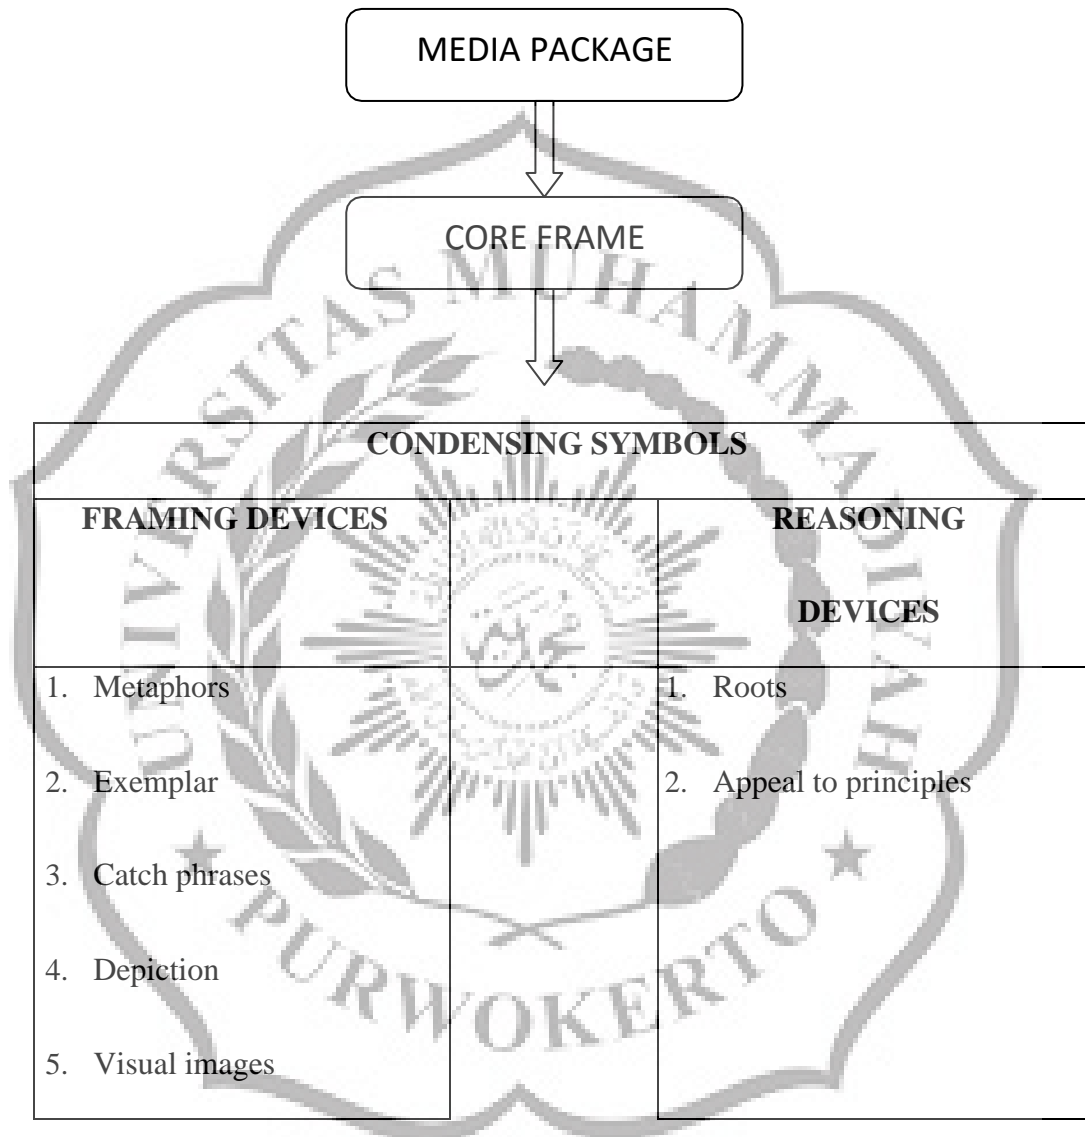 MEDIA PACKAGE
CORE FRAME
UNIVERSITAS MUHAMMADIYAH
CONDENSING SYMBOLS
FRAMING DEVICES
REASONING
DEVICES
1. Metaphors
2. Exemplar
3. Catch phrases
4. Depiction
5. Visual images
1. Roots
2. Appeal to principles
PURWOKERTO